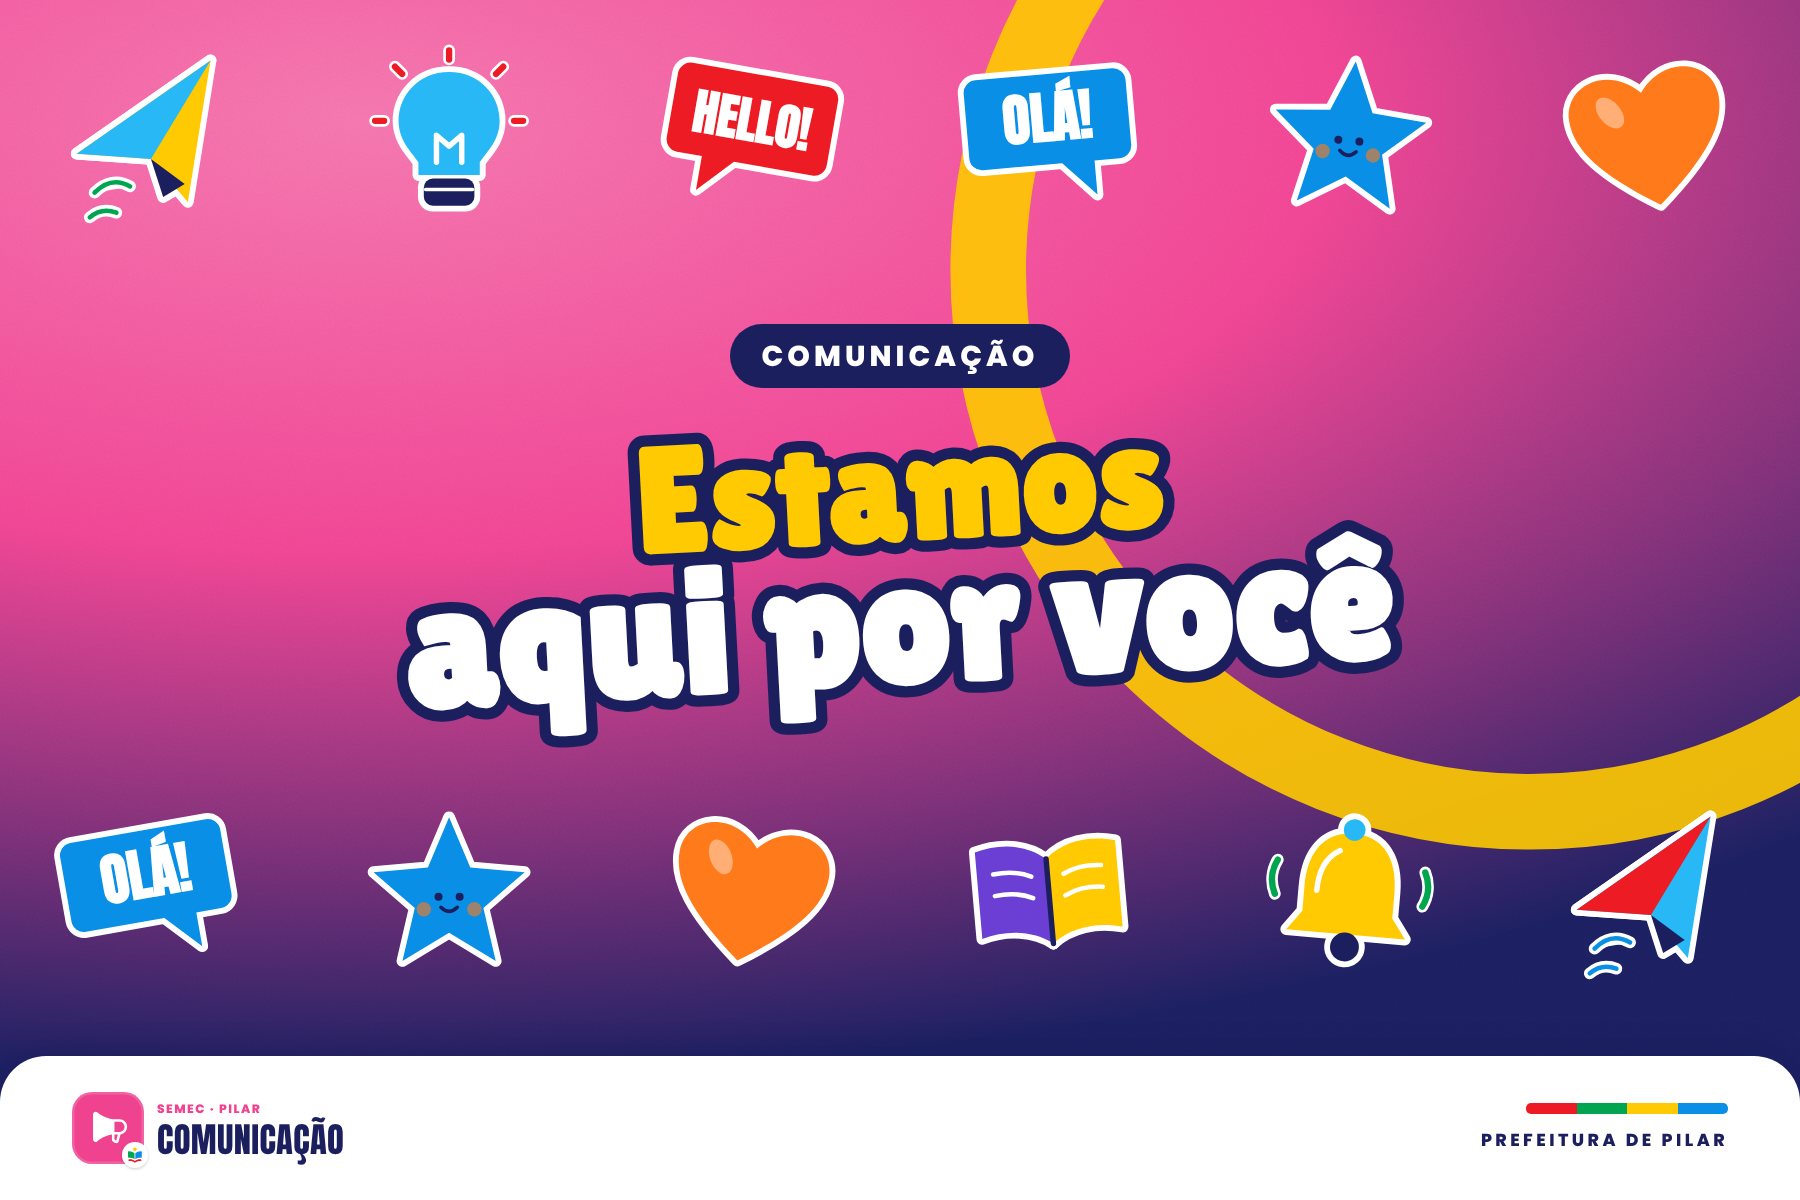 HELLO!
OLÁ!
M
COMUNICAÇÃO
Estamos
aqui por você
OLÁ!
SEMEC · PILAR
COMUNICAÇÃO
PREFEITURA DE PILAR